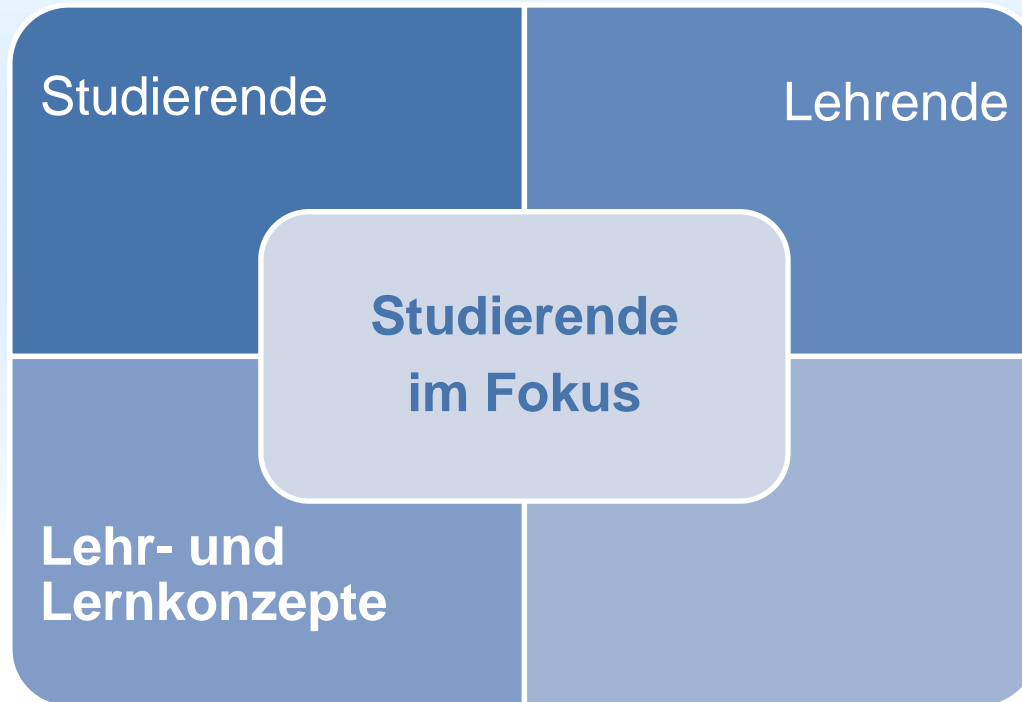 Studierende
Lehrende
Studierende
im Fokus
Lehr- und
Lernkonzepte